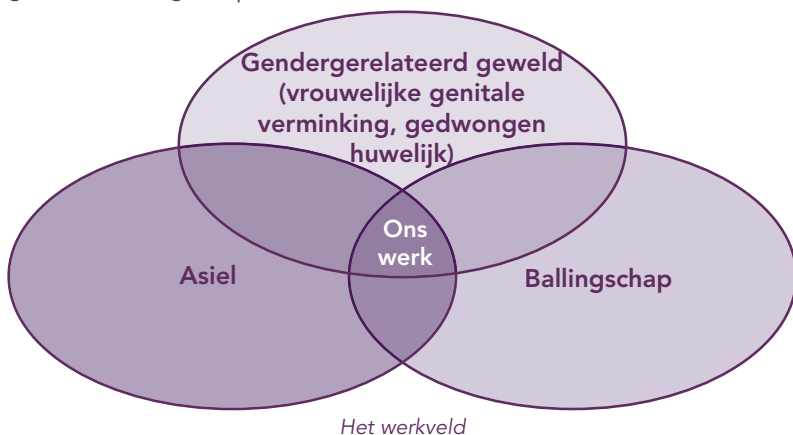 Gendergerelateerd geweld
(vrouwelijke genitale
verminking, gedwongen
huwelijk)
Ons
werk
Asiel
Ballingschap
Het werkveld